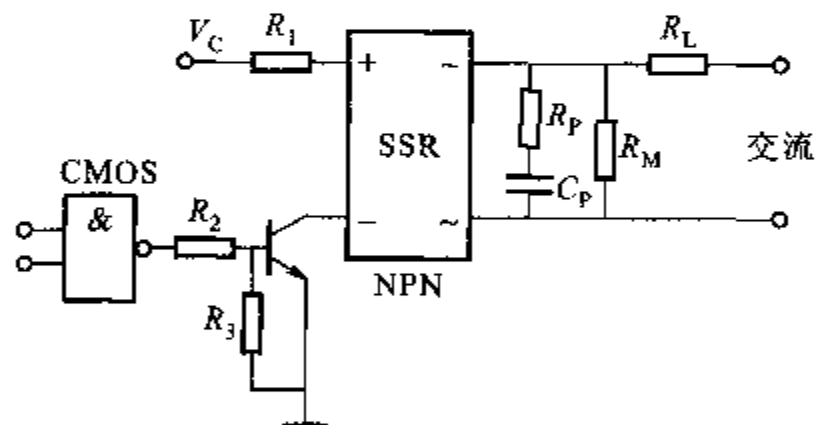 V_C
R_1
+
~
R_L
SSR
R_P
C_P
R_M
交流
CMOS
&
R_2
−
~
NPN
R_3